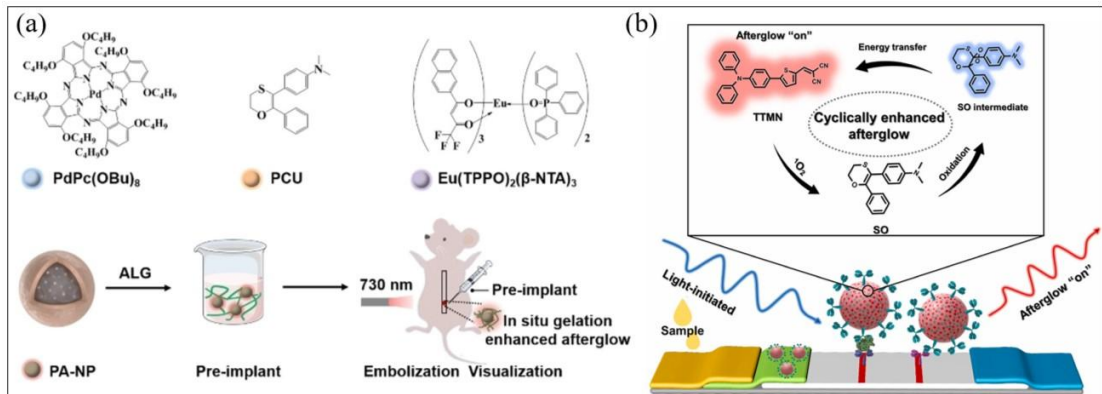 (a)
OC₄H₉ OC₄H₉
C₄H₉O
OC₄H₉
N
N
N
N Pd N
N
N
N
C₄H₉O
OC₄H₉
C₄H₉O OC₄H₉
PdPc(OBu)₈
N
S
O
PCU
O
O
F F
F
3
Eu
O P
2
Eu(TPPO)₂(β-NTA)₃
ALG
PA-NP
Pre-implant
730 nm
Pre-implant
In situ gelation
enhanced afterglow
Embolization Visualization
(b)
Afterglow “on”
N
S
CN
CN
TTMN
Energy transfer
S
O
O
O
N
SO intermediate
Cyclically enhanced
afterglow
¹O₂
Oxidation
S
O
N
SO
Light-initiated
Sample
Afterglow “on”